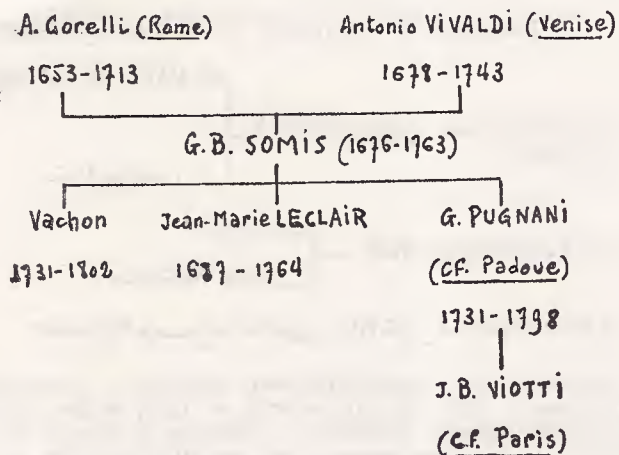 A. Corelli (Rome) Antonio VIVALDI (Venise)
1653-1713 1678-1743
G.B. SOMIS (1676-1763)
Vachon Jean-Marie LECLAIR G. PUGNANI
1731-1802 1687-1764 (CF. Padoue)
1731-1798
J.B. VIOTTI
(CF. Paris)